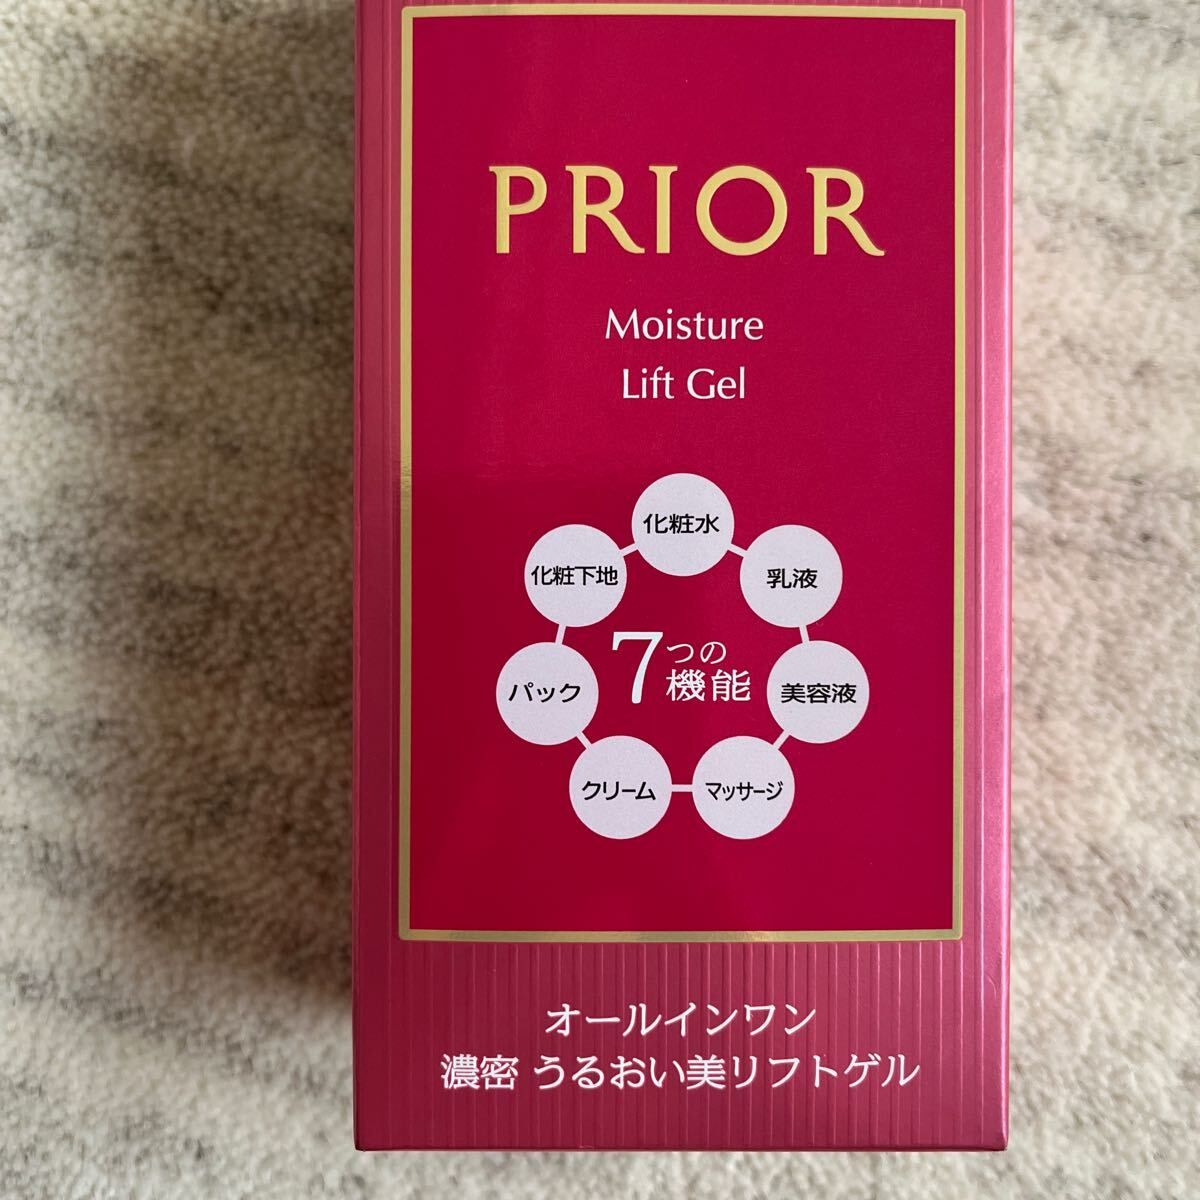 PRIOR
Moisture
Lift Gel
化粧水
乳液
美容液
マッサージ
クリーム
パック
化粧下地
7つの
機能
オールインワン
濃密 うるおい美リフトゲル